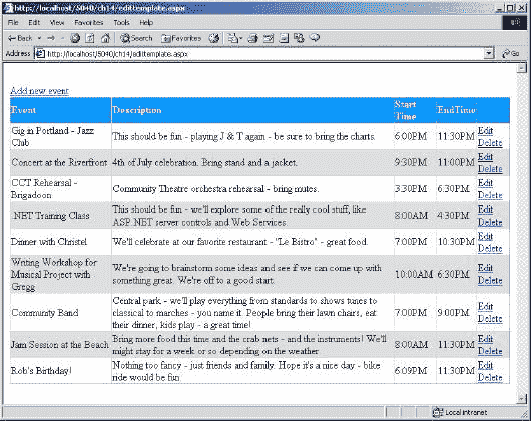 http://localhost/5040/ch14/edittemplate.aspx
File Edit View Favorites Tools Help
Back Search Favorites
Address http://localhost/5040/ch14/edittemplate.aspx Go
Add new event
Event Description Start Time EndTime
Gig in Portland - Jazz Club This should be fun - playing J & T again - be sure to bring the charts. 6:00PM 11:30PM Edit Delete
Concert at the Riverfront 4th of July celebration. Bring stand and a jacket. 9:30PM 11:00PM Edit Delete
CCT Rehearsal - Brigadoon Community Theatre orchestra rehearsal - bring mutes. 3:30PM 6:30PM Edit Delete
.NET Training Class This should be fun - we'll explore some of the really cool stuff, like ASP.NET server controls and Web Services. 8:00AM 4:30PM Edit Delete
Dinner with Christel We'll celebrate at our favorite restaurant - "Le Bistro" - great food. 7:00PM 10:30PM Edit Delete
Writing Workshop for Musical Project with Gregg We're going to brainstorm some ideas and see if we can come up with something great. We're off to a good start. 10:00AM 6:30PM Edit Delete
Community Band Central park - we'll play everything from standards to shows tunes to classical to marches - you name it. People bring their lawn chairs, eat their dinner, kids play - a great time! 7:00PM 9:00PM Edit Delete
Jam Session at the Beach Bring more food this time and the crab nets - and the instruments! We'll might stay for a week or so depending on the weather. 8:00AM 11:30PM Edit Delete
Rob's Birthday! Nothing too fancy - just friends and family. Hope it's a nice day - bike ride would be fun 6:09PM 11:30PM Edit Delete
Local intranet